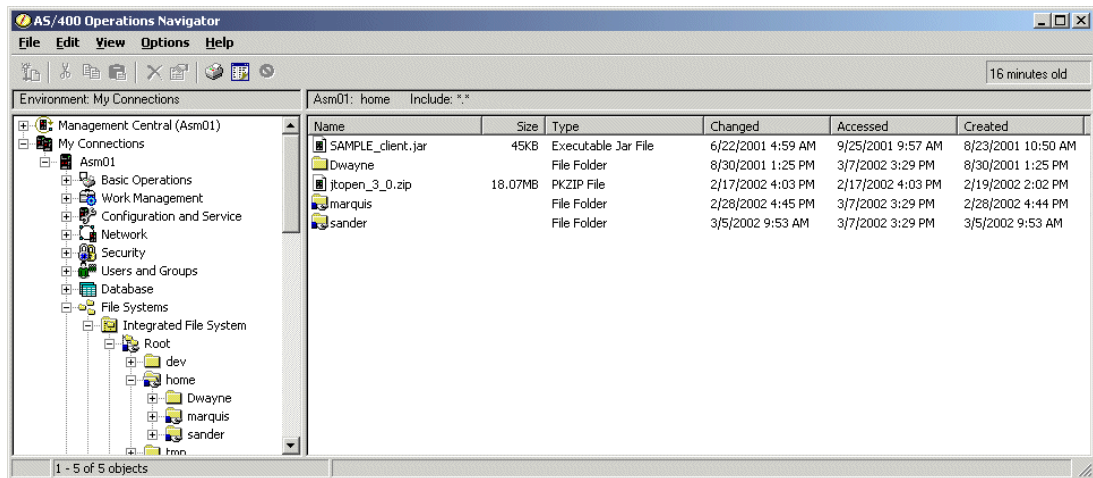 AS/400 Operations Navigator
File Edit View Options Help
16 minutes old
Environment: My Connections
Asm01: home Include: *.*
Management Central (Asm01)
My Connections
Asm01
Basic Operations
Work Management
Configuration and Service
Network
Security
Users and Groups
Database
File Systems
Integrated File System
Root
dev
home
Dwayne
marquis
sander
tmp
Name Size Type Changed Accessed Created
SAMPLE_client.jar 45KB Executable Jar File 6/22/2001 4:59 AM 9/25/2001 9:57 AM 8/23/2001 10:50 AM
Dwayne File Folder 8/30/2001 1:25 PM 3/7/2002 3:29 PM 8/30/2001 1:25 PM
jtopen_3_0.zip 18.07MB PKZIP File 2/17/2002 4:03 PM 2/17/2002 4:03 PM 2/19/2002 2:02 PM
marquis File Folder 2/28/2002 4:45 PM 3/7/2002 3:29 PM 2/28/2002 4:44 PM
sander File Folder 3/5/2002 9:53 AM 3/7/2002 3:29 PM 3/5/2002 9:53 AM
1 - 5 of 5 objects